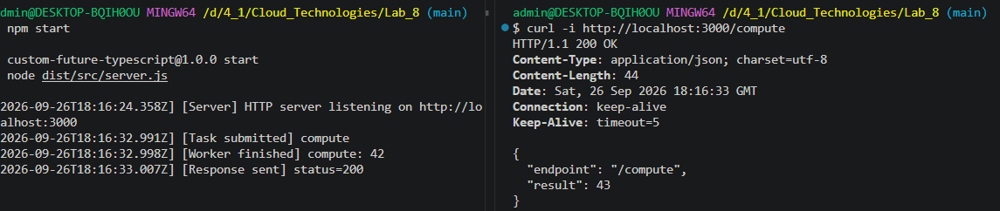 dmin@DESKTOP-BQIH0OU MINGW64 /d/4_1/Cloud_Technologies/Lab_8 (main)
npm start

custom-future-typescript@1.0.0 start
node dist/src/server.js

2026-09-26T18:16:24.358Z] [Server] HTTP server listening on http://lo
alhost:3000
2026-09-26T18:16:32.991Z] [Task submitted] compute
2026-09-26T18:16:32.998Z] [Worker finished] compute: 42
2026-09-26T18:16:33.007Z] [Response sent] status=200

admin@DESKTOP-BQIH0OU MINGW64 /d/4_1/Cloud_Technologies/Lab_8 (main)
$ curl -i http://localhost:3000/compute
HTTP/1.1 200 OK
Content-Type: application/json; charset=utf-8
Content-Length: 44
Date: Sat, 26 Sep 2026 18:16:33 GMT
Connection: keep-alive
Keep-Alive: timeout=5

{
  "endpoint": "/compute",
  "result": 43
}